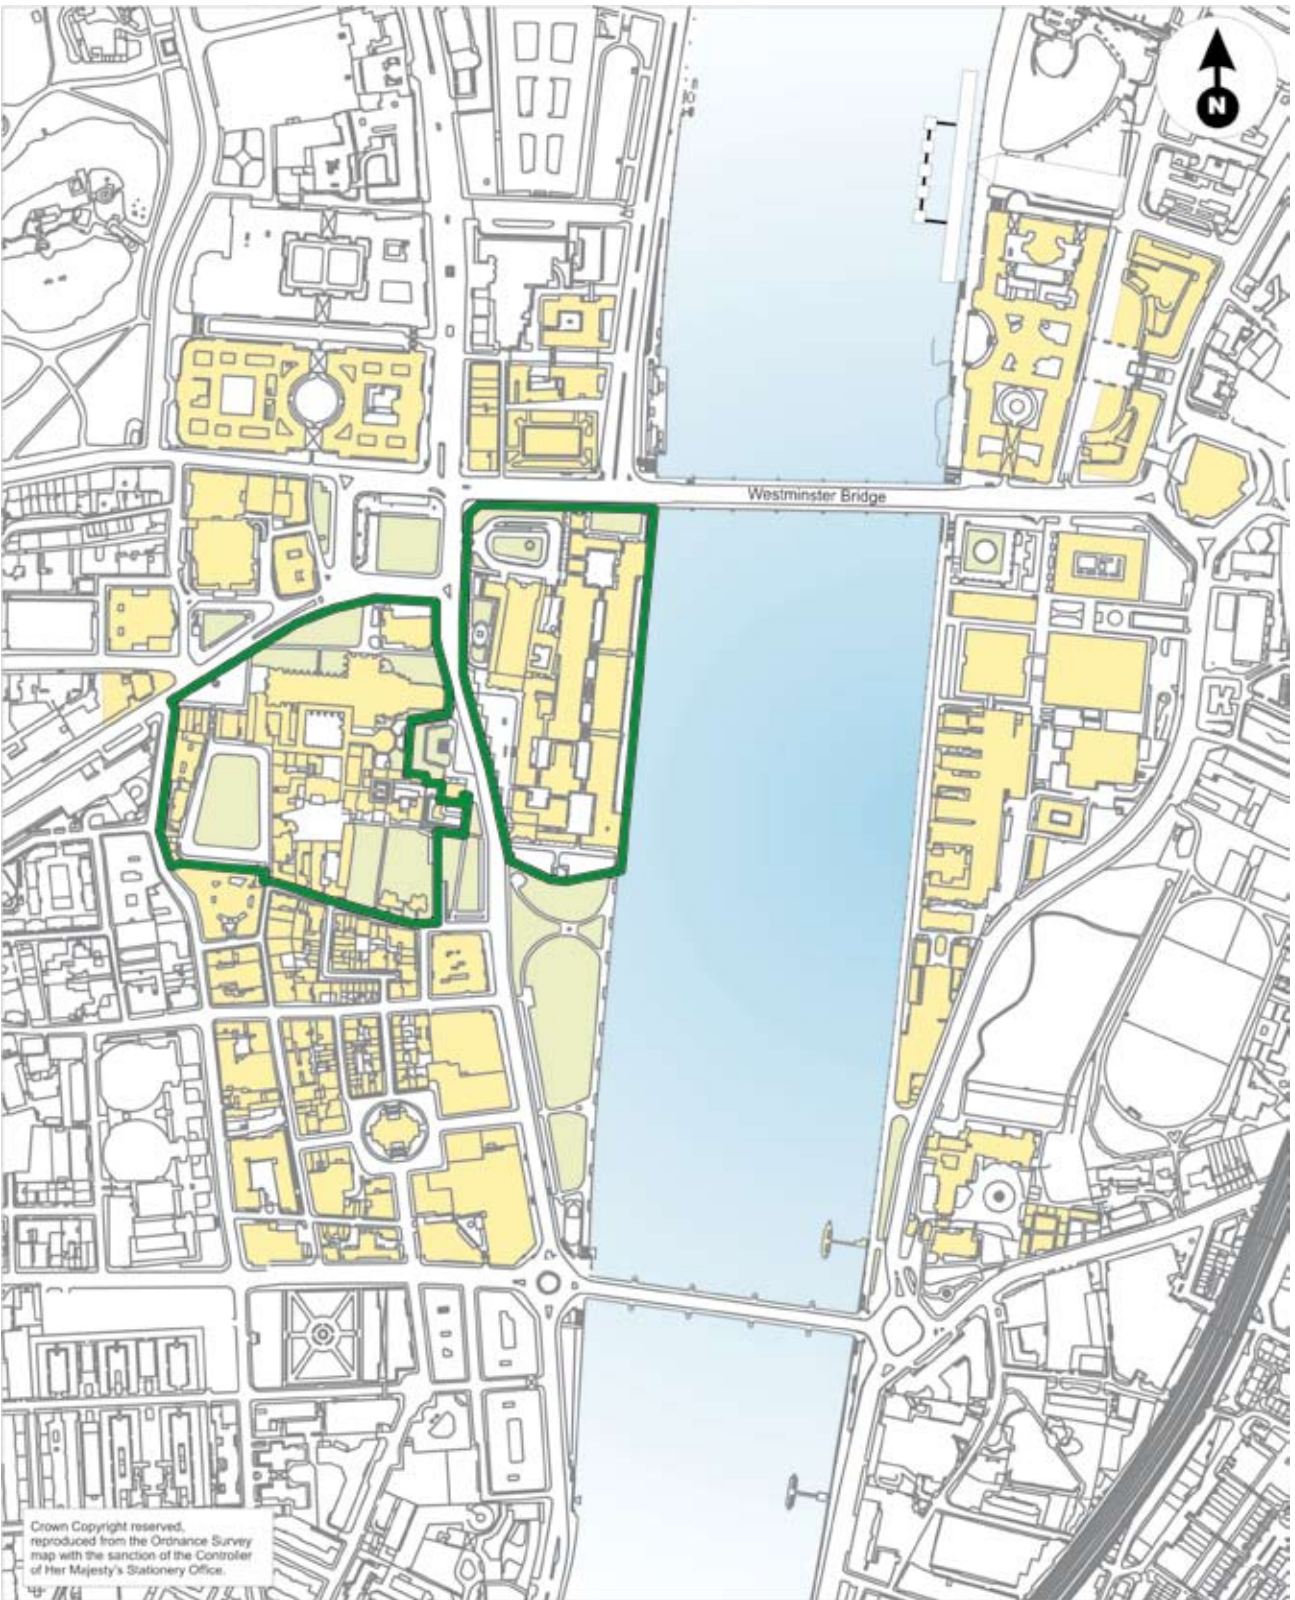 N
Westminster Bridge
Crown Copyright reserved,
reproduced from the Ordnance Survey
map with the sanction of the Controller
of Her Majesty's Stationery Office.